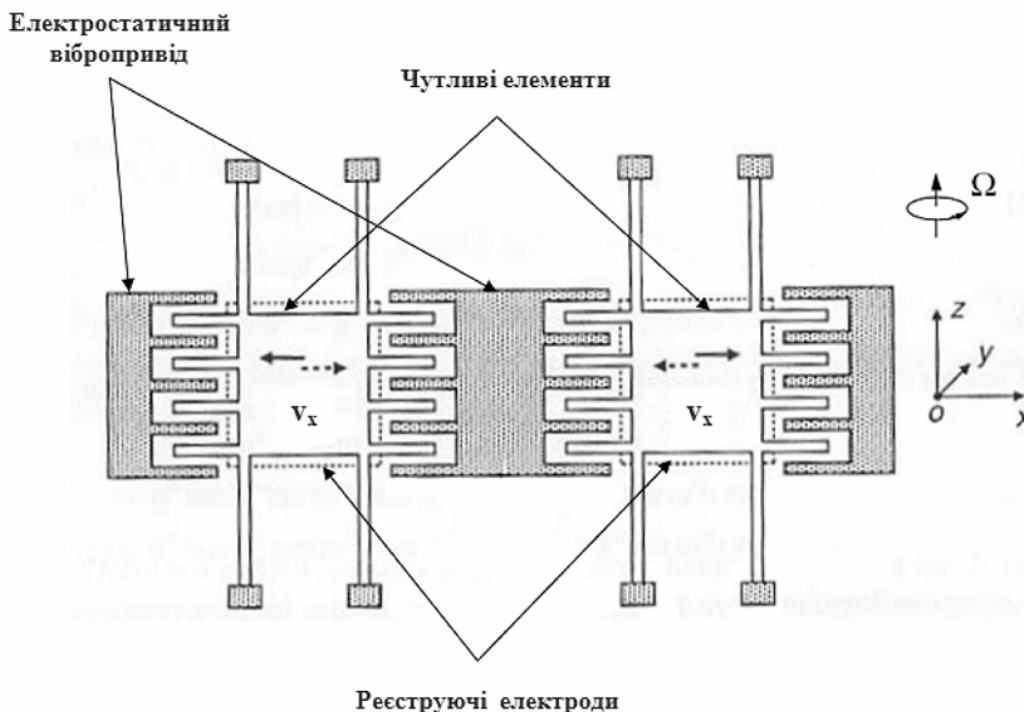 Електростатичний
вібропривід
Чутливі елементи
Ω
z
y
vₓ
vₓ
o
x
Реєструючі електроди